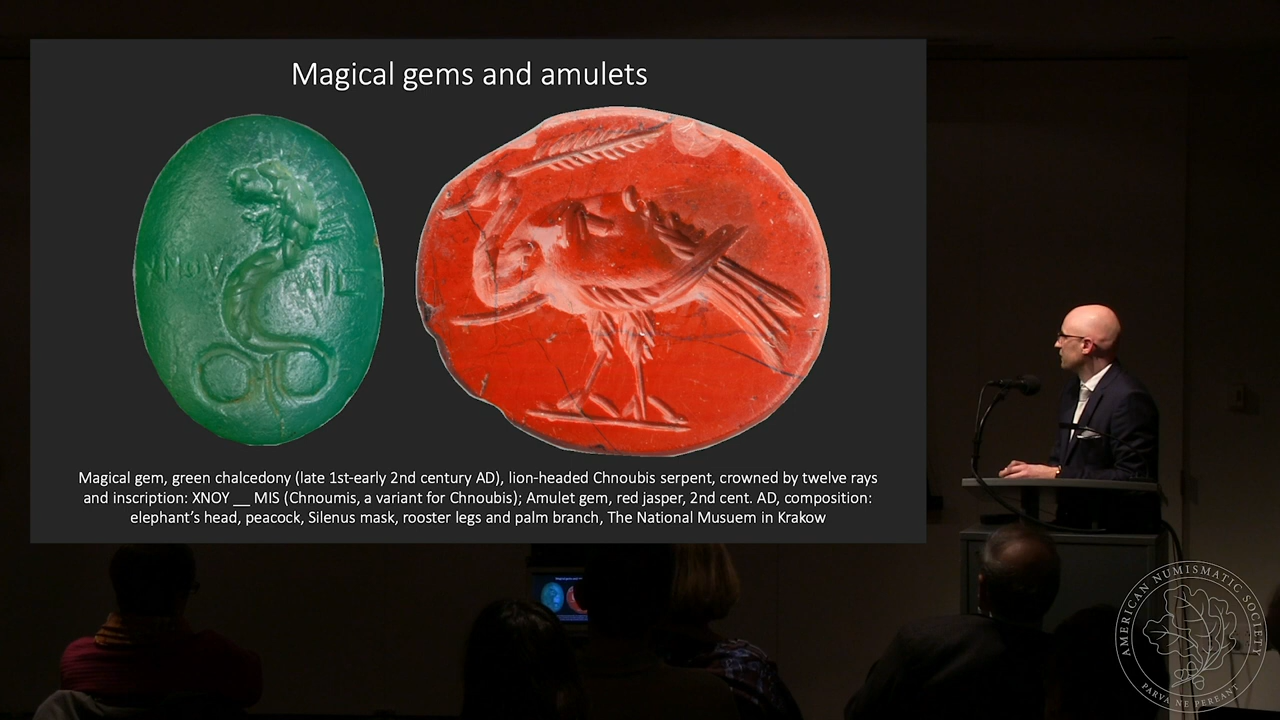 Magical gems and amulets
XNOV
MIΣ
Magical gem, green chalcedony (late 1st-early 2nd century AD), lion-headed Chnoubis serpent, crowned by twelve rays
and inscription: XNOY __ MIS (Chnoumis, a variant for Chnoubis); Amulet gem, red jasper, 2nd cent. AD, composition:
elephant’s head, peacock, Silenus mask, rooster legs and palm branch, The National Musuem in Krakow
AMERICAN NUMISMATIC SOCIETY
PARVA NE PEREANT